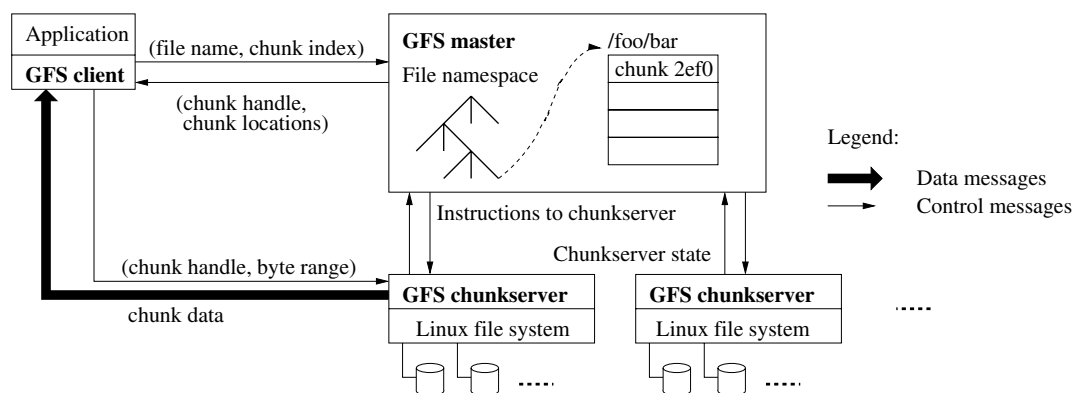 Application
GFS client
(file name, chunk index)
(chunk handle,
chunk locations)
GFS master
File namespace
/foo/bar
chunk 2ef0
Legend:
Data messages
Control messages
Instructions to chunkserver
Chunkserver state
(chunk handle, byte range)
chunk data
GFS chunkserver
Linux file system
GFS chunkserver
Linux file system